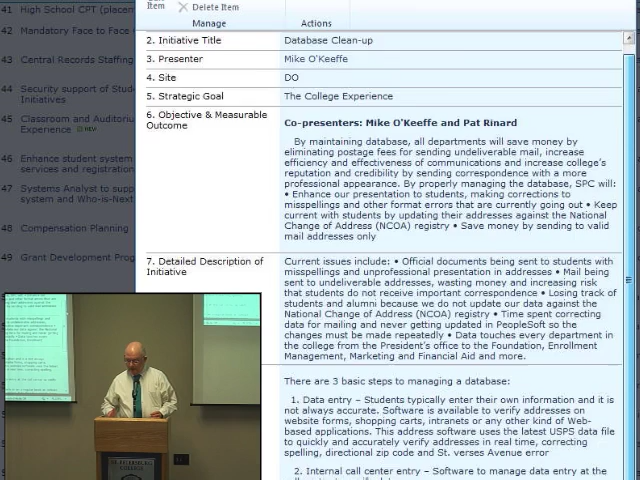 Item
Delete Item
Manage
Actions
41 High School CPT (placem
42 Mandatory Face to Face
43 Central Records Staffing
44 Security support of Stud
Initiatives
45 Classroom and Auditoriu
Experience NEW
46 Enhance student system
services and registration
47 Systems Analyst to supp
system and Who-is-Next
48 Compensation Planning
49 Grant Development Prog
2. Initiative Title Database Clean-up
3. Presenter Mike O'Keeffe
4. Site DO
5. Strategic Goal The College Experience
6. Objective & Measurable
Outcome
Co-presenters: Mike O'Keeffe and Pat Rinard
By maintaining database, all departments will save money by
eliminating postage fees for sending undeliverable mail, increase
efficiency and effectiveness of communications and increase college's
reputation and credibility by sending correspondence with a more
professional appearance. By properly managing the database, SPC will:
• Enhance our presentation to students, making corrections to
misspellings and other format errors that are currently going out • Keep
current with students by updating their addresses against the National
Change of Address (NCOA) registry • Save money by sending to valid
mail addresses only
7. Detailed Description of
Initiative
Current issues include: • Official documents being sent to students with
misspellings and unprofessional presentation in addresses • Mail being
sent to undeliverable addresses, wasting money and increasing risk
that students do not receive important correspondence • Losing track of
students and alumni because we do not update our data against the
National Change of Address (NCOA) registry • Time spent correcting
data for mailing and never getting updated in PeopleSoft so the
changes must be made repeatedly • Data touches every department in
the college from the President's office to the Foundation, Enrollment
Management, Marketing and Financial Aid and more.
There are 3 basic steps to managing a database:
1. Data entry – Students typically enter their own information and it is
not always accurate. Software is available to verify addresses on
website forms, shopping carts, intranets or any other kind of Web-
based applications. This address software uses the latest USPS data file
to quickly and accurately verify addresses in real time, correcting
spelling, directional zip code and St. verses Avenue error
2. Internal call center entry – Software to manage data entry at the
ST. PETERSBURG
COLLEGE